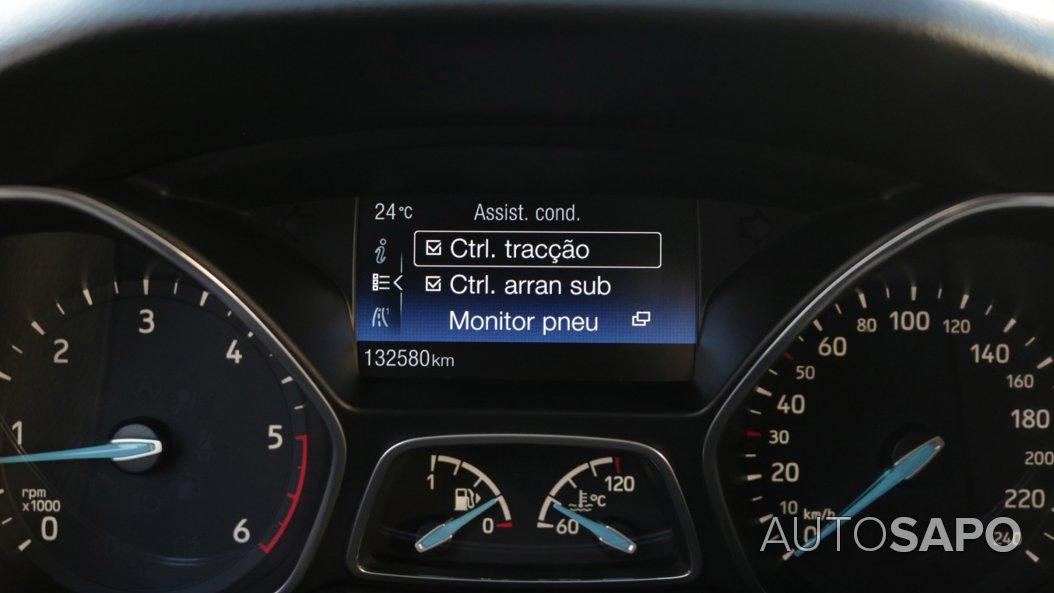 24°C Assist. cond.
Ctrl. tracção
Ctrl. arran sub
Monitor pneu
132580km
0
1
2
3
4
5
6
rpm
x1000
1
0
60
120
°C
0
10
20
30
40
50
60
80
100
120
140
160
180
200
220
240
km/h
AUTOSAPO